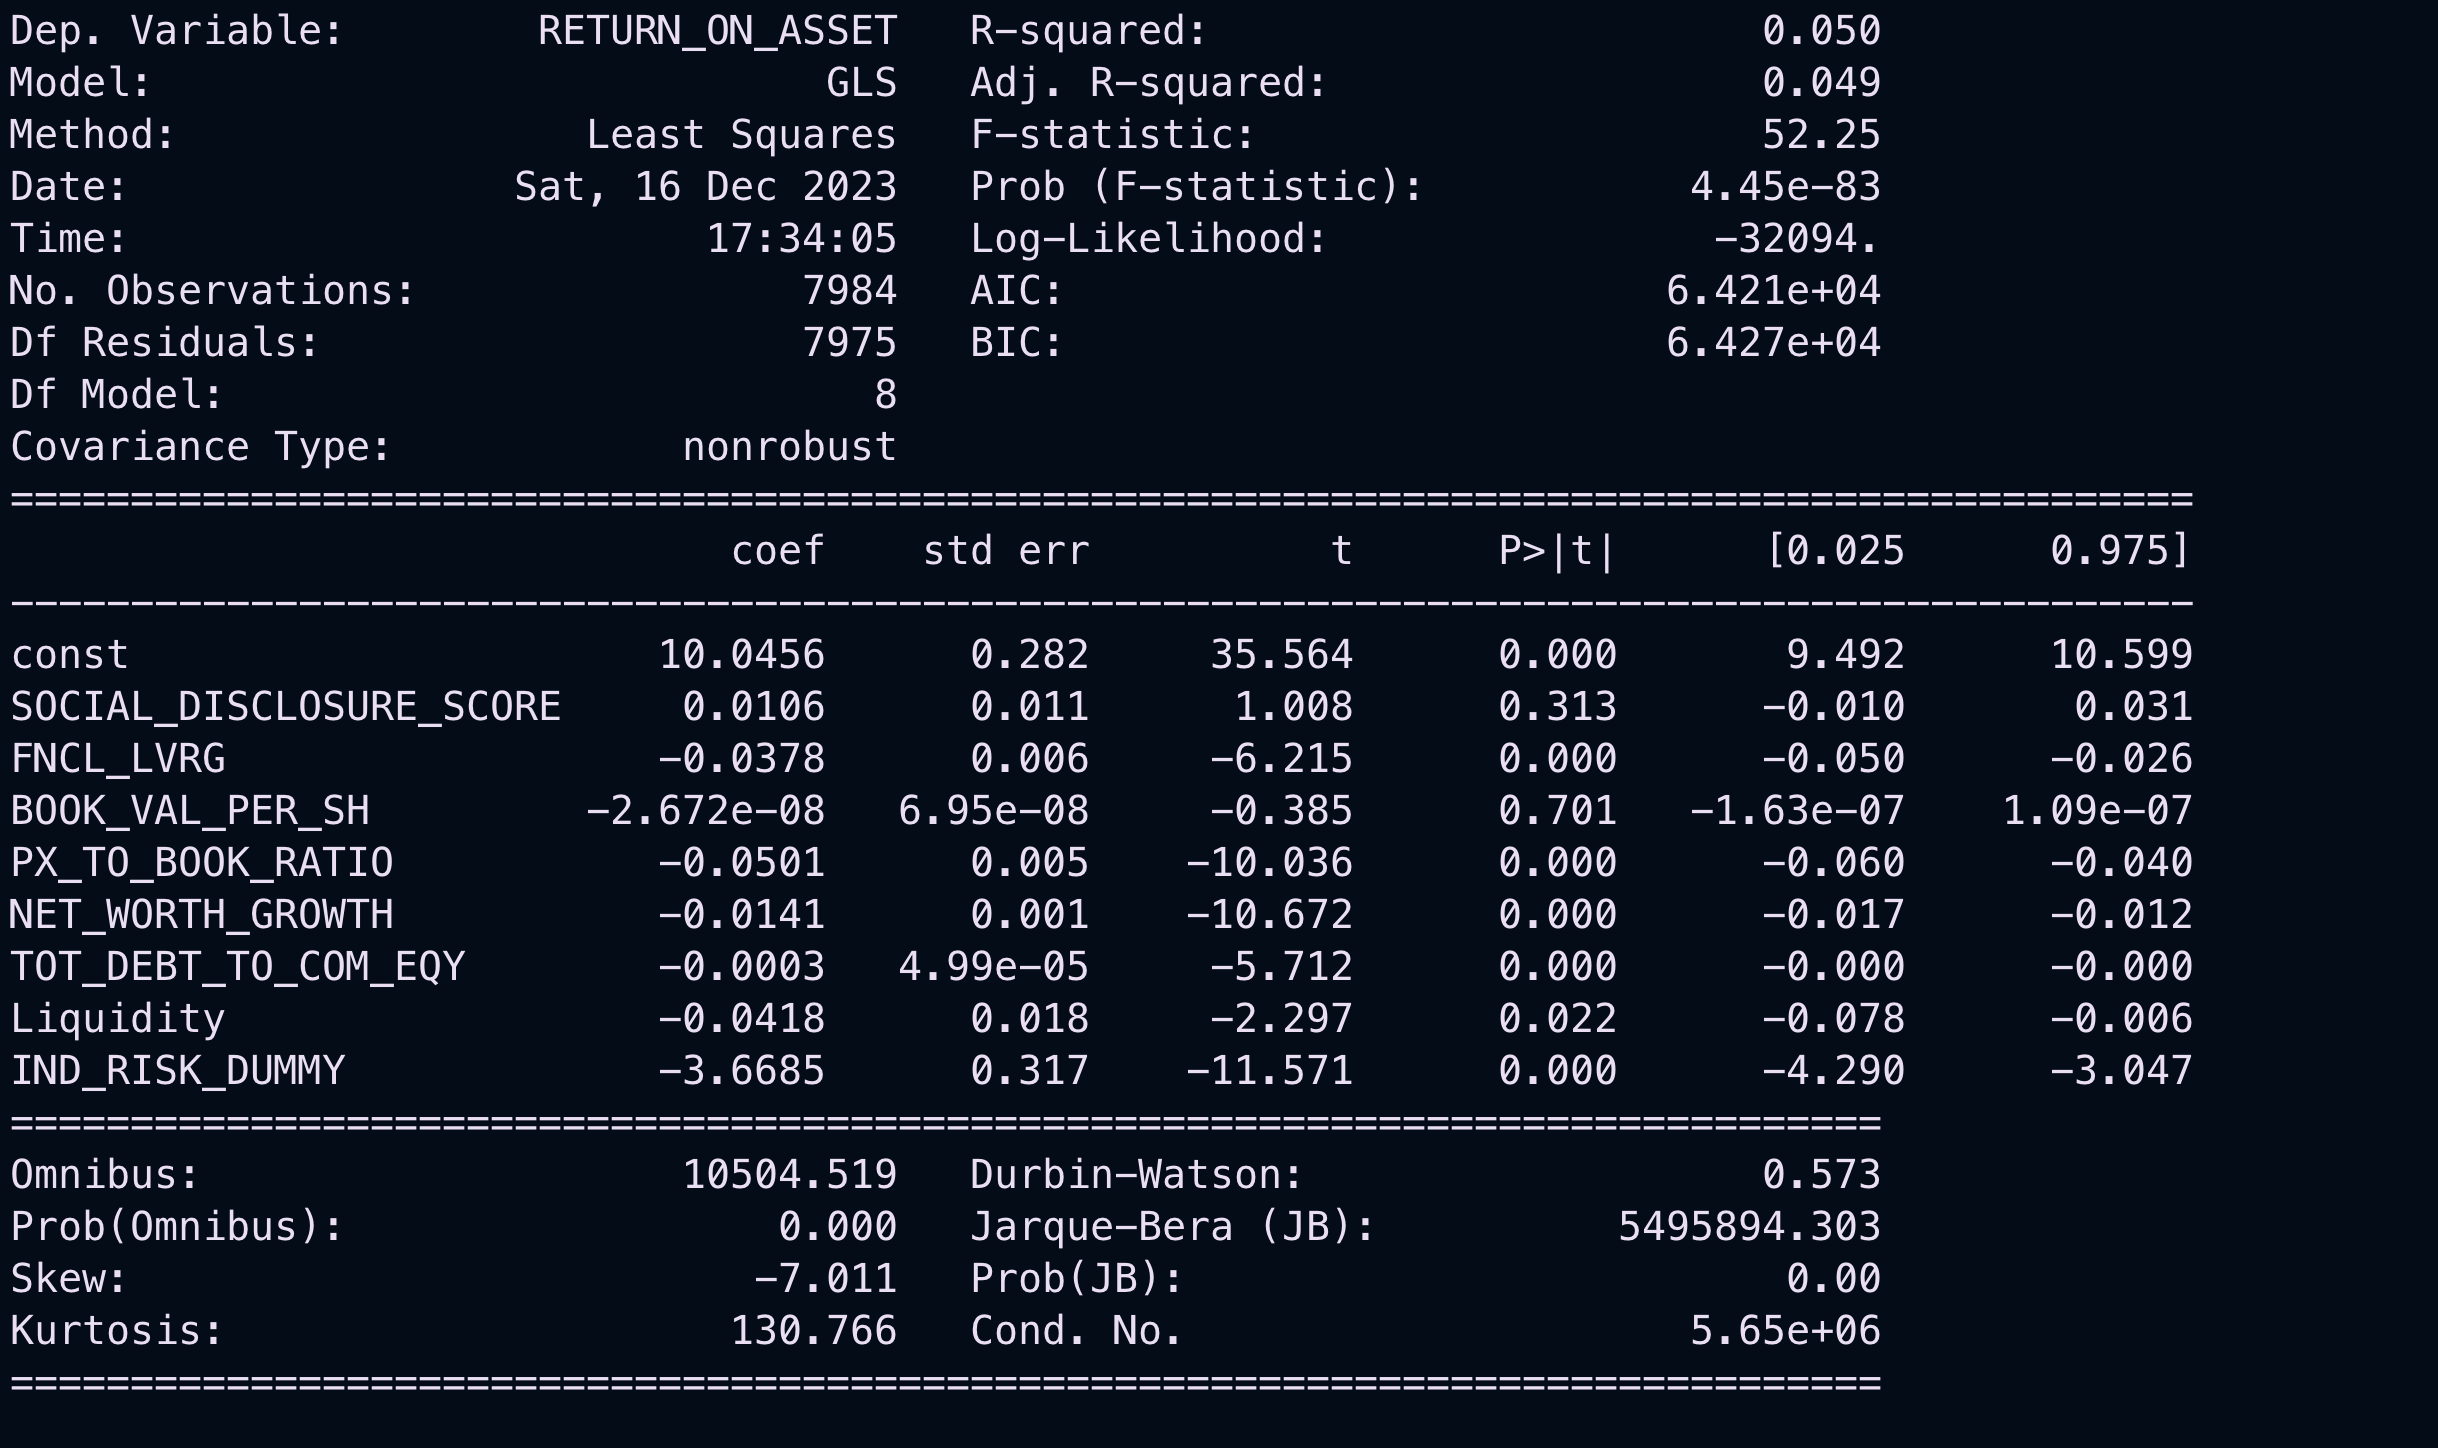 Dep. Variable: RETURN_ON_ASSET R-squared: 0.050
Model: GLS Adj. R-squared: 0.049
Method: Least Squares F-statistic: 52.25
Date: Sat, 16 Dec 2023 Prob (F-statistic): 4.45e-83
Time: 17:34:05 Log-Likelihood: -32094.
No. Observations: 7984 AIC: 6.421e+04
Df Residuals: 7975 BIC: 6.427e+04
Df Model: 8
Covariance Type: nonrobust
===========================================================================================
coef std err t P>|t| [0.025 0.975]
-------------------------------------------------------------------------------------------
const 10.0456 0.282 35.564 0.000 9.492 10.599
SOCIAL_DISCLOSURE_SCORE 0.0106 0.011 1.008 0.313 -0.010 0.031
FNCL_LVRG -0.0378 0.006 -6.215 0.000 -0.050 -0.026
BOOK_VAL_PER_SH -2.672e-08 6.95e-08 -0.385 0.701 -1.63e-07 1.09e-07
PX_TO_BOOK_RATIO -0.0501 0.005 -10.036 0.000 -0.060 -0.040
NET_WORTH_GROWTH -0.0141 0.001 -10.672 0.000 -0.017 -0.012
TOT_DEBT_TO_COM_EQY -0.0003 4.99e-05 -5.712 0.000 -0.000 -0.000
Liquidity -0.0418 0.018 -2.297 0.022 -0.078 -0.006
IND_RISK_DUMMY -3.6685 0.317 -11.571 0.000 -4.290 -3.047
==============================================================================
Omnibus: 10504.519 Durbin-Watson: 0.573
Prob(Omnibus): 0.000 Jarque-Bera (JB): 5495894.303
Skew: -7.011 Prob(JB): 0.00
Kurtosis: 130.766 Cond. No. 5.65e+06
==============================================================================